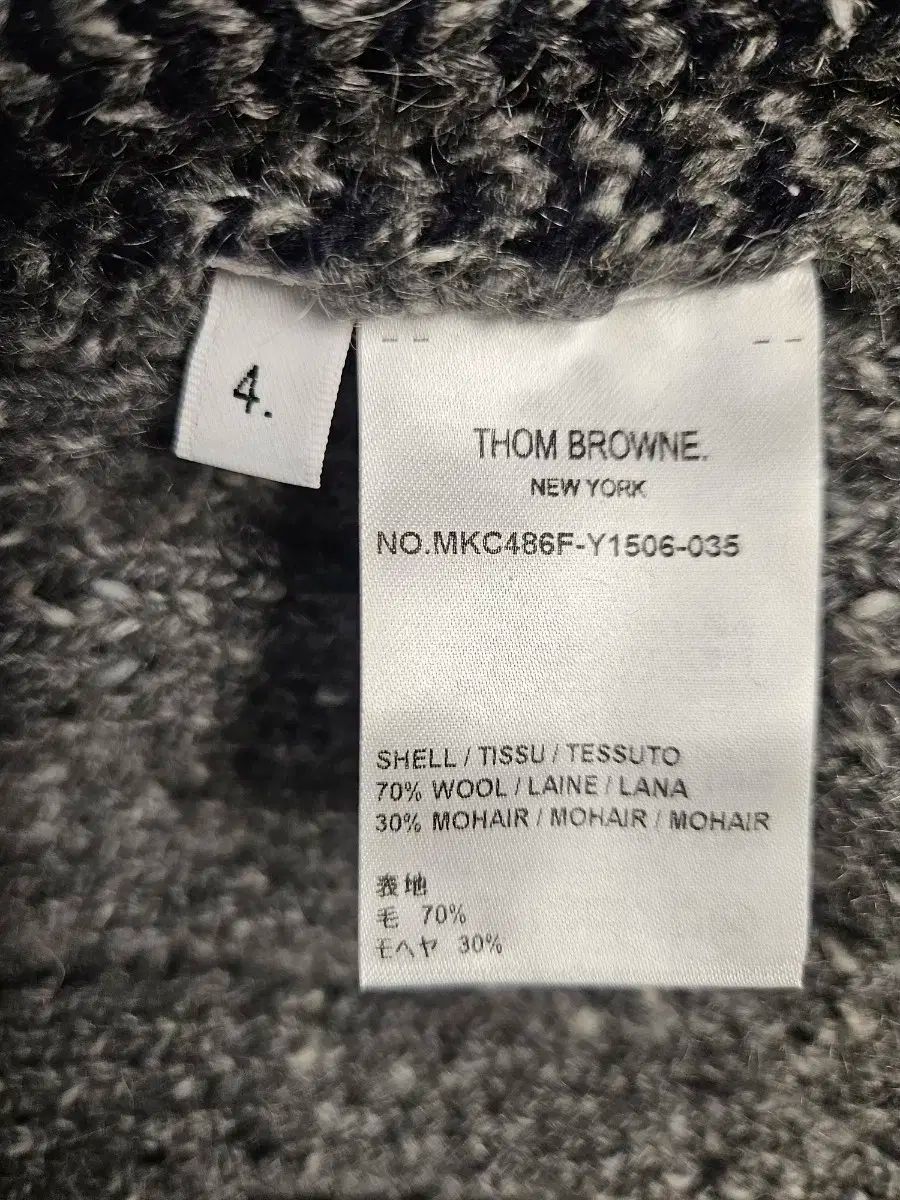 4.
THOM BROWNE.
NEW YORK
NO.MKC486F-Y1506-035
SHELL / TISSU / TESSUTO
70% WOOL / LAINE / LANA
30% MOHAIR / MOHAIR / MOHAIR
表地
毛 70%
モヘヤ 30%